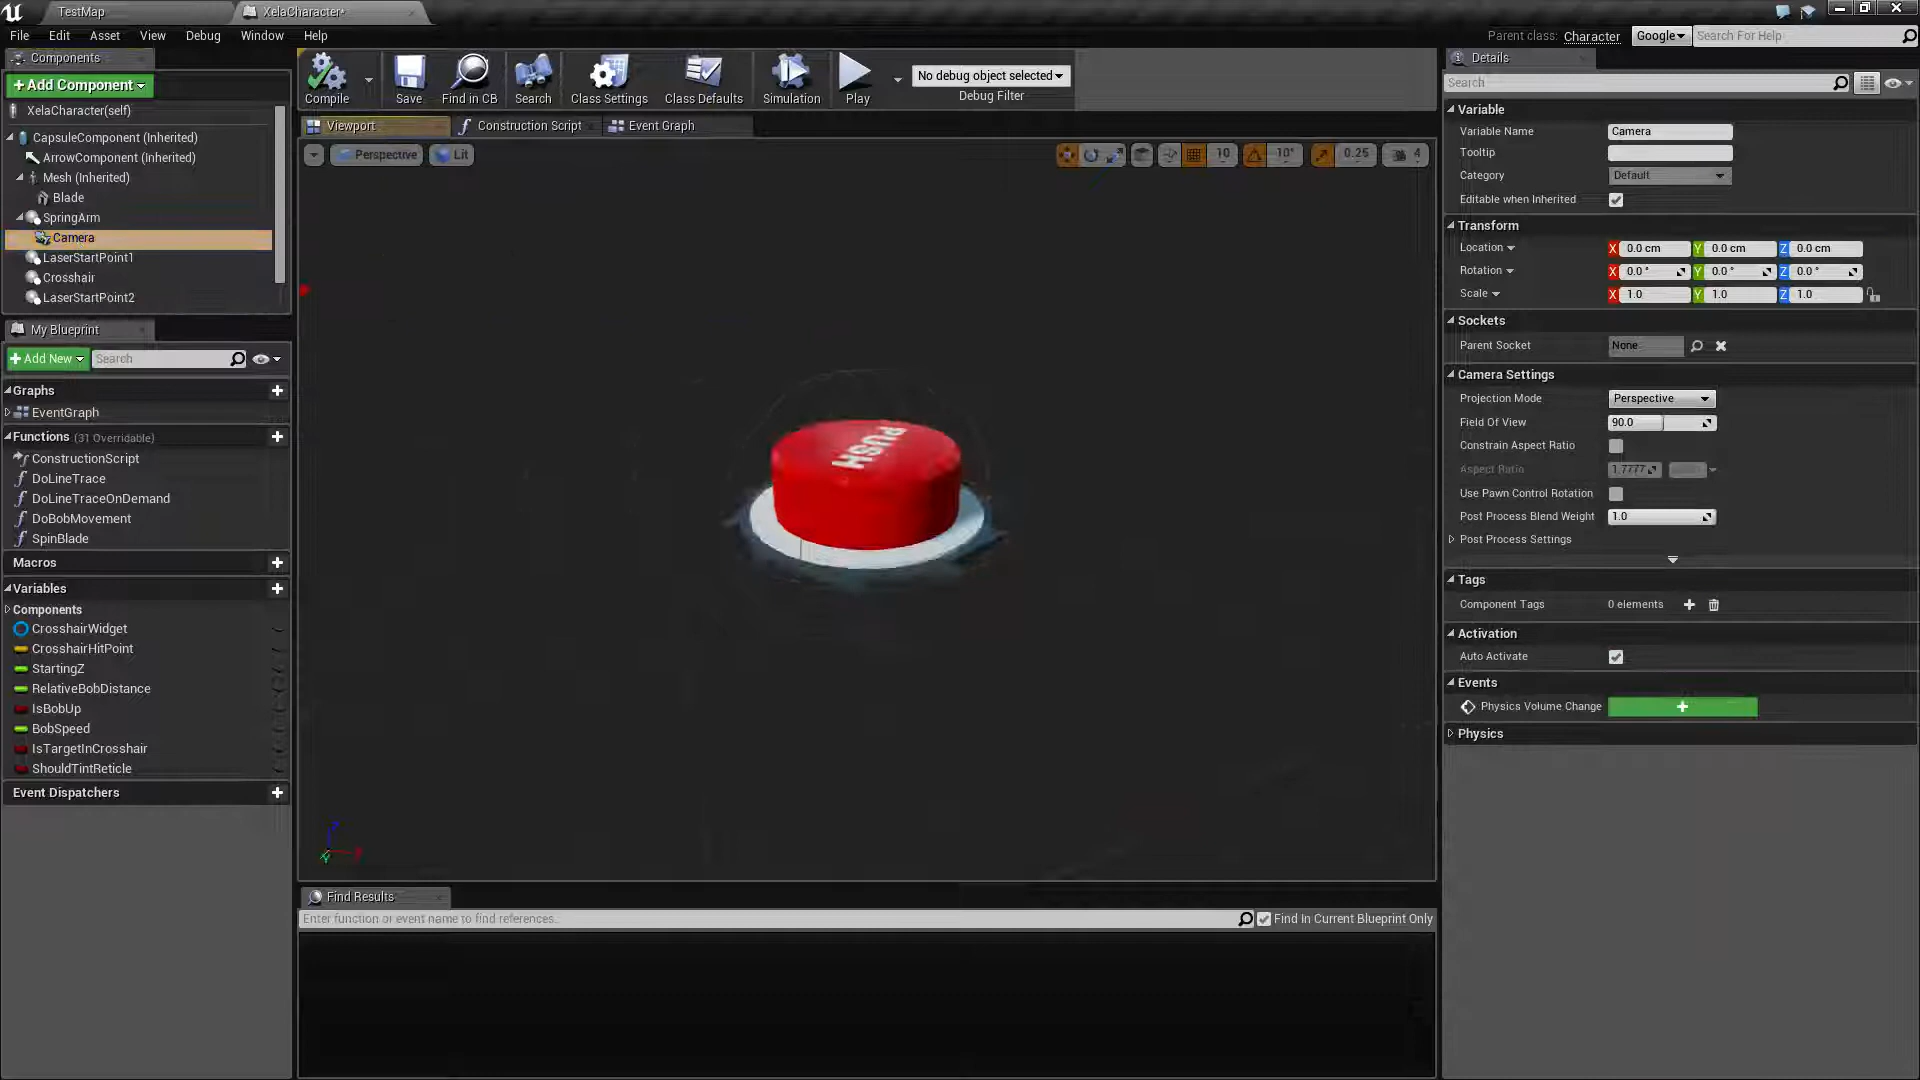 TestMap
XelaCharacter*
File Edit Asset View Debug Window Help
Parent class: Character
Google
Search For Help
Components
+Add Component
XelaCharacter(self)
CapsuleComponent (Inherited)
ArrowComponent (Inherited)
Mesh (Inherited)
Blade
SpringArm
Camera
LaserStartPoint1
Crosshair
LaserStartPoint2
My Blueprint
+Add New
Search
Graphs
EventGraph
Functions (31 Overridable)
ConstructionScript
DoLineTrace
DoLineTraceOnDemand
DoBobMovement
SpinBlade
Macros
Variables
Components
CrosshairWidget
CrosshairHitPoint
StartingZ
RelativeBobDistance
IsBobUp
BobSpeed
IsTargetInCrosshair
ShouldTintReticle
Event Dispatchers
Compile
Save
Find in CB
Search
Class Settings
Class Defaults
Simulation
Play
No debug object selected
Debug Filter
Viewport
Construction Script
Event Graph
Perspective
Lit
10
10°
0.25
4
PUSH
Find Results
Enter function or event name to find references...
Find In Current Blueprint Only
Details
Search
Variable
Variable Name Camera
Tooltip
Category Default
Editable when Inherited
Transform
Location X 0.0 cm Y 0.0 cm Z 0.0 cm
Rotation X 0.0 ° Y 0.0 ° Z 0.0 °
Scale X 1.0 Y 1.0 Z 1.0
Sockets
Parent Socket None
Camera Settings
Projection Mode Perspective
Field Of View 90.0
Constrain Aspect Ratio
Aspect Ratio 1.7777
Use Pawn Control Rotation
Post Process Blend Weight 1.0
Post Process Settings
Tags
Component Tags 0 elements
Activation
Auto Activate
Events
Physics Volume Change +
Physics